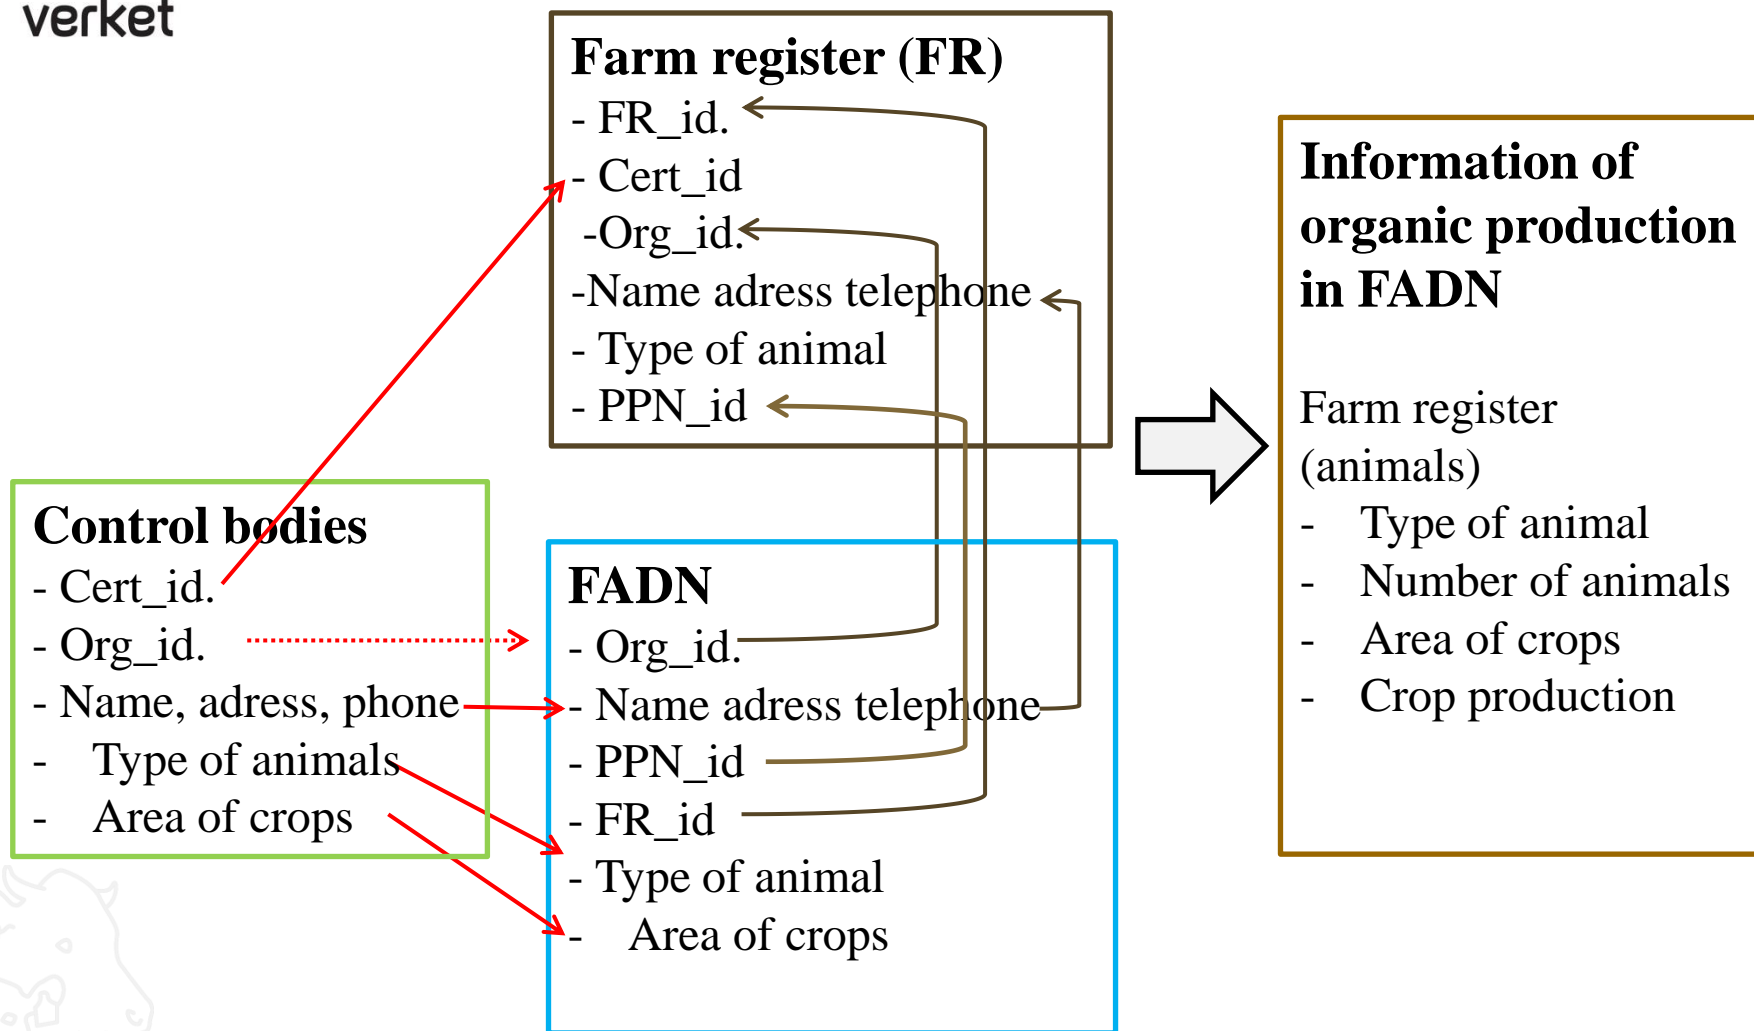 verket
Farm register (FR)
- FR_id.
- Cert_id
-Org_id.
-Name adress telephone
- Type of animal
- PPN_id
Control bodies
- Cert_id.
- Org_id.
- Name, adress, phone
- Type of animals
- Area of crops
FADN
- Org_id.
- Name adress telephone
- PPN_id
- FR_id
- Type of animal
- Area of crops
Information of
organic production
in FADN
Farm register
(animals)
- Type of animal
- Number of animals
- Area of crops
- Crop production